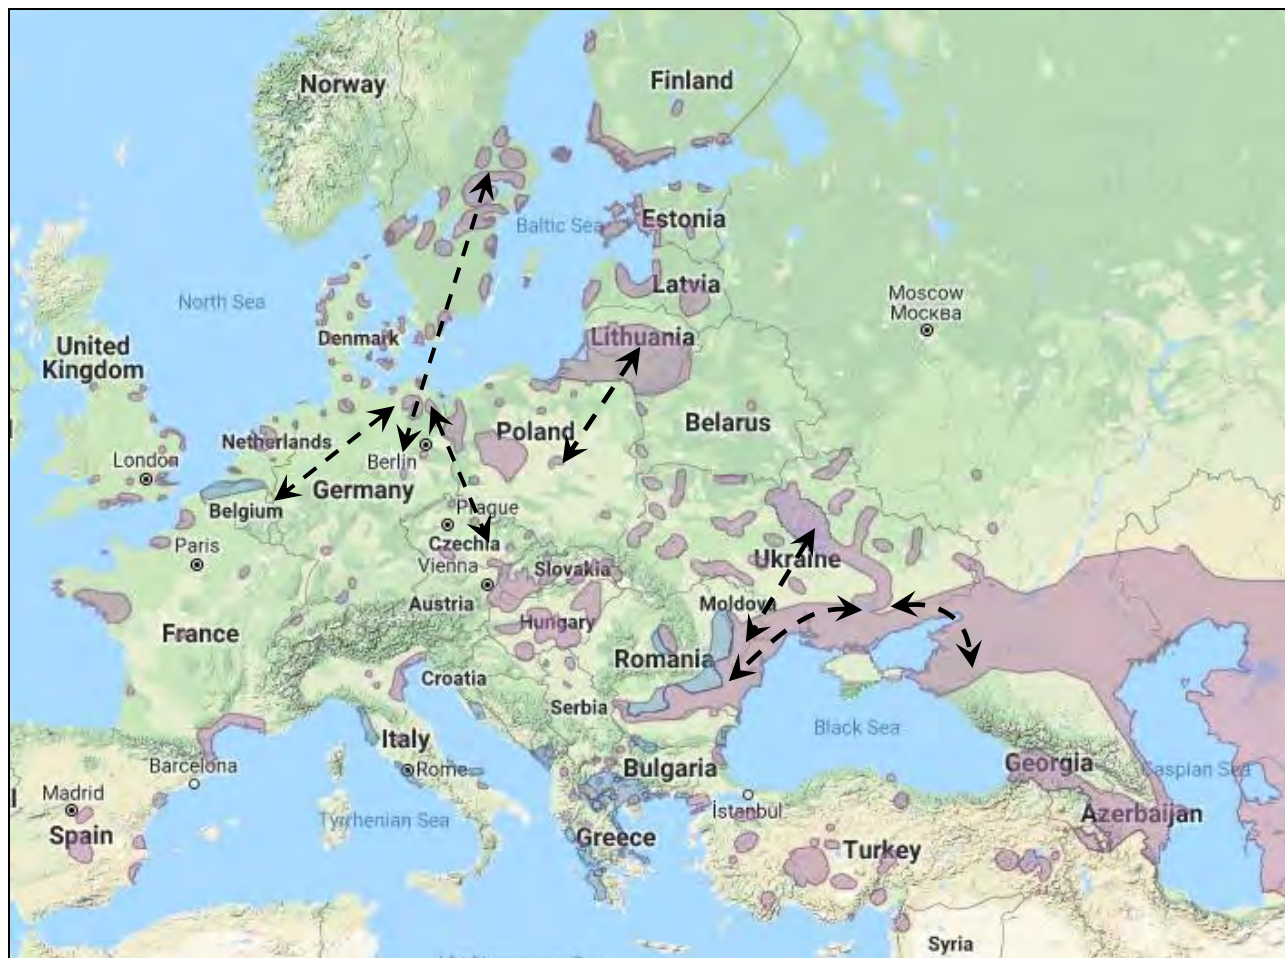 Norway
Finland
Baltic Sea
Estonia
Latvia
North Sea
Moscow
Москва
Denmark
Lithuania
United
Kingdom
Belarus
Netherlands
Poland
London
Berlin
Germany
Belgium
Prague
Paris
Czechia
Vienna
Slovakia
Ukraine
Austria
Moldova
Hungary
France
Romania
Croatia
Serbia
Black Sea
Italy
Barcelona
Rome
Bulgaria
Georgia
Caspian Sea
Madrid
İstanbul
Azerbaijan
Tyrrhenian Sea
Spain
Greece
Turkey
Syria